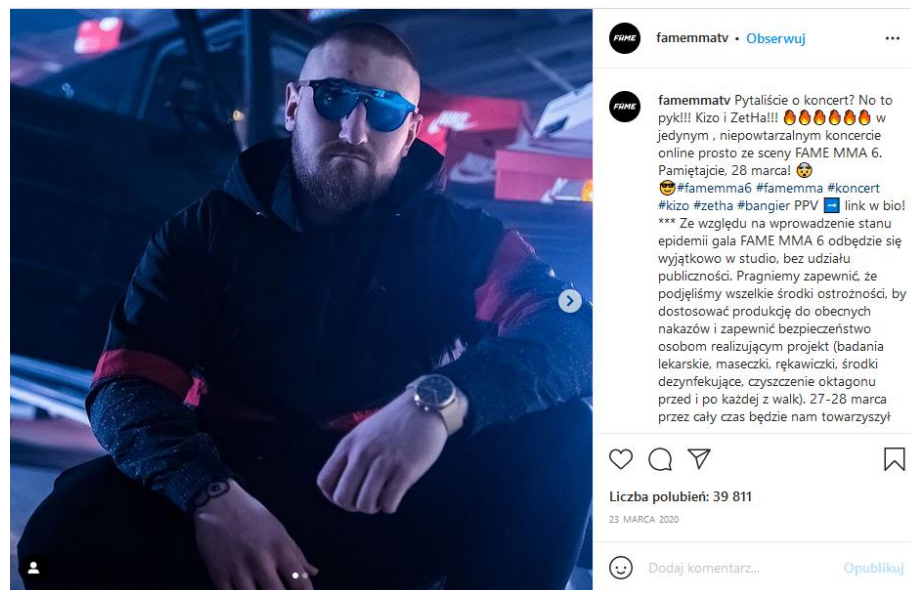 FAME
famemmatv • Obserwuj
...
FAME
famemmatv Pytaliście o koncert? No to
pyk!!! Kizo i ZetHa!!! 🔥🔥🔥🔥🔥🔥 w
jedynym , niepowtarzalnym koncercie
online prosto ze sceny FAME MMA 6.
Pamiętajcie, 28 marca! 🤯
😎#famemma6 #famemma #koncert
#kizo #zetha #bangier PPV ➡️ link w bio!
*** Ze względu na wprowadzenie stanu
epidemii gala FAME MMA 6 odbędzie się
wyjątkowo w studio, bez udziału
publiczności. Pragniemy zapewnić, że
podjęliśmy wszelkie środki ostrożności, by
dostosować produkcję do obecnych
nakazów i zapewnić bezpieczeństwo
osobom realizującym projekt (badania
lekarskie, maseczki, rękawiczki, środki
dezynfekujące, czyszczenie oktagonu
przed i po każdej z walk). 27-28 marca
przez cały czas będzie nam towarzyszył
Liczba polubień: 39 811
23 MARCA 2020
Dodaj komentarz...
Opublikuj